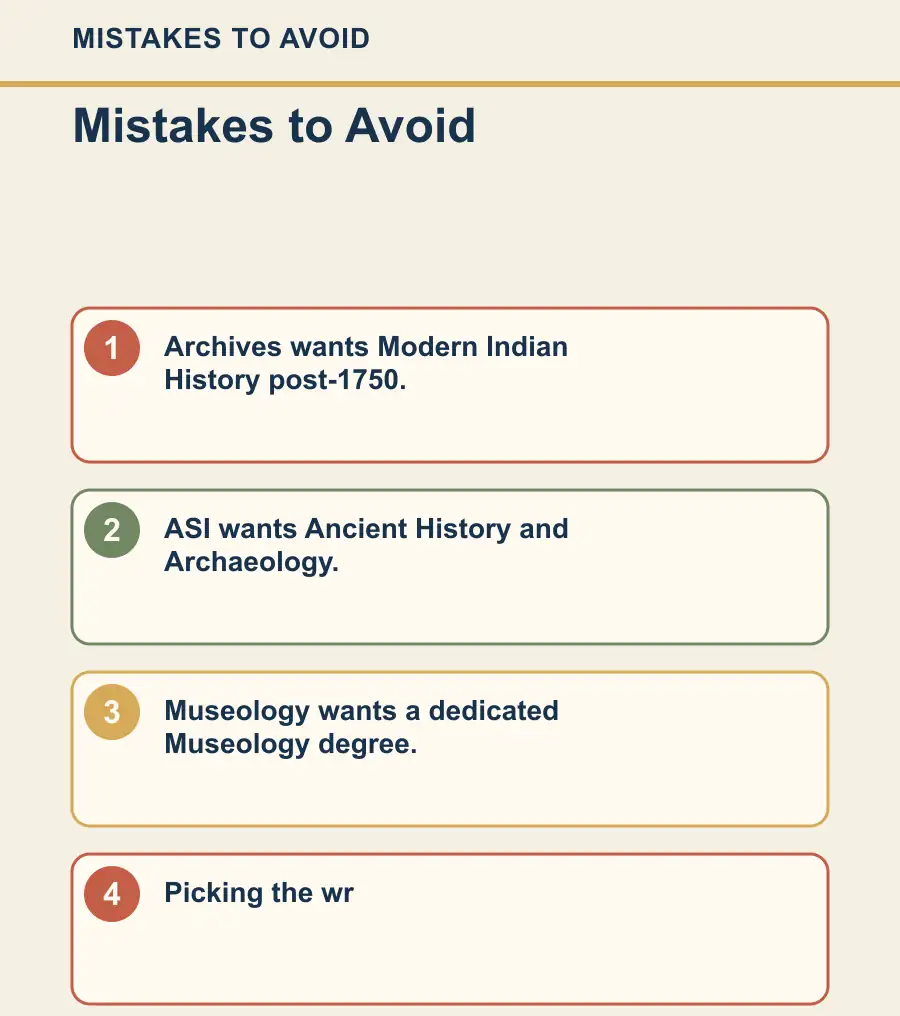 MISTAKES TO AVOID
Mistakes to Avoid
1
Archives wants Modern Indian
History post-1750.
2
ASI wants Ancient History and
Archaeology.
3
Museology wants a dedicated
Museology degree.
4
Picking the wr